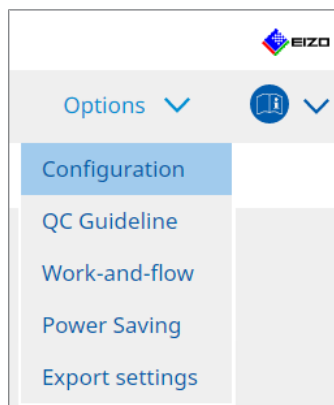 EIZO
Options
Configuration
QC Guideline
Work-and-flow
Power Saving
Export settings